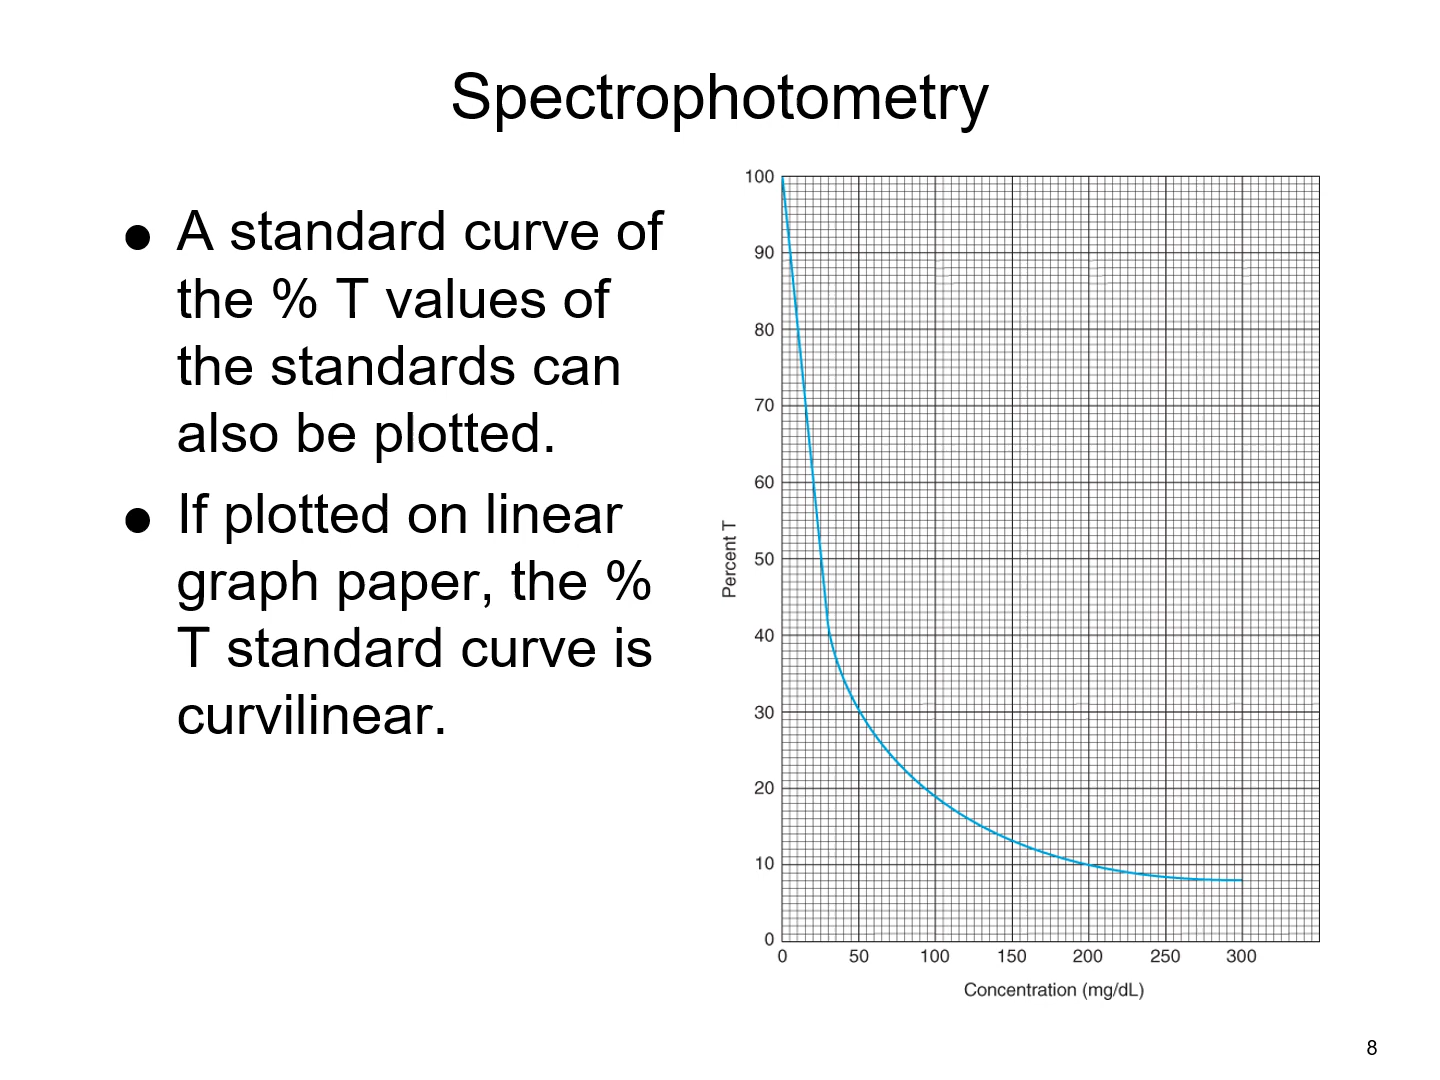 Spectrophotometry
● A standard curve of
the % T values of
the standards can
also be plotted.
● If plotted on linear
graph paper, the %
T standard curve is
curvilinear.
100
90
80
70
60
50
40
30
20
10
0
Percent T
0 50 100 150 200 250 300
Concentration (mg/dL)
8